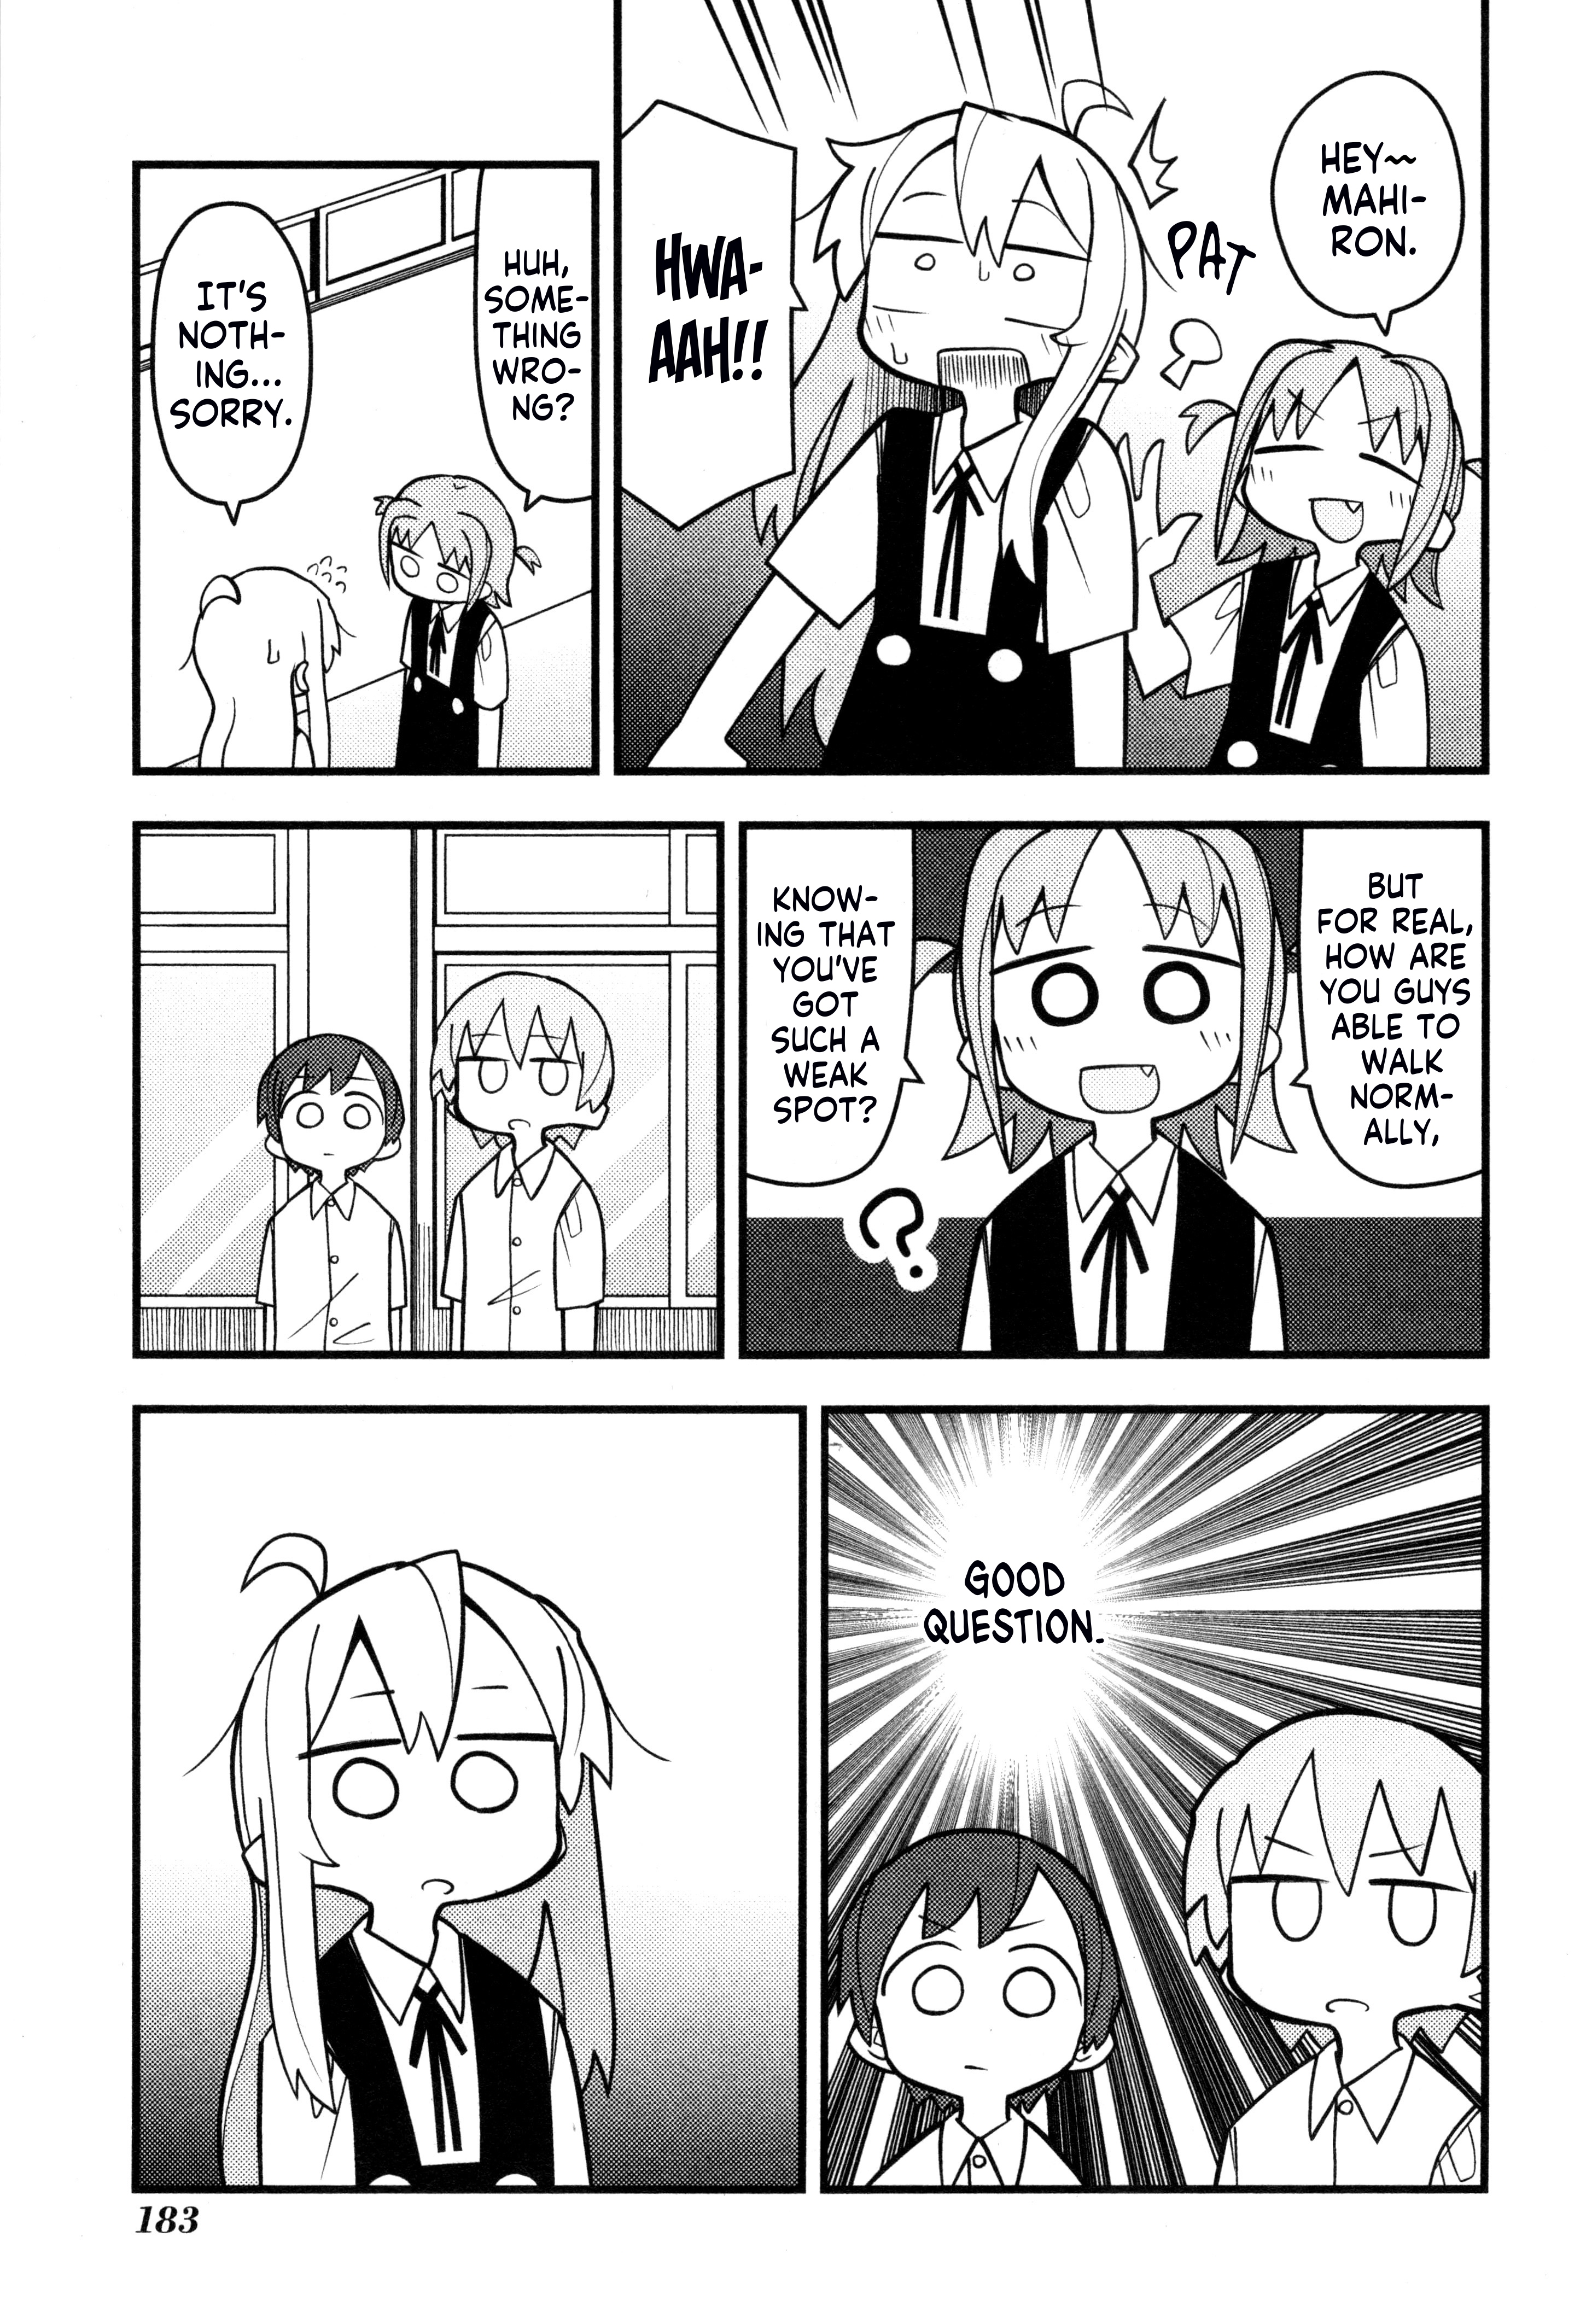 HEY~~
MAHI-
RON.
PAT
HWA-
AAH!!
HUH,
SOME-
THING
WRO-
NG?
IT'S
NOTH-
ING...
SORRY.
BUT
FOR REAL,
HOW ARE
YOU GUYS
ABLE TO
WALK
NORM-
ALLY,
KNOW-
ING THAT
YOU'VE
GOT
SUCH A
WEAK
SPOT?
?
GOOD
QUESTION.
183